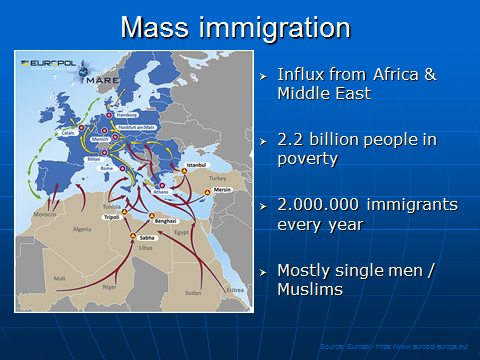 Mass immigration
EUROPOL
MARE
Hamburg
Calais
Frankfurt am Main
Munich
Milan
Rome
Istanbul
Turkey
Athens
Mersin
Tunisia
Morocco
Tripoli
Benghazi
Algeria
Sabha
Libya
Egypt
Mali
Niger
Sudan
Eritrea
Influx from Africa &
Middle East
2.2 billion people in
poverty
2.000.000 immigrants
every year
Mostly single men /
Muslims
Source: Europol- https://www.europol.europa.eu/